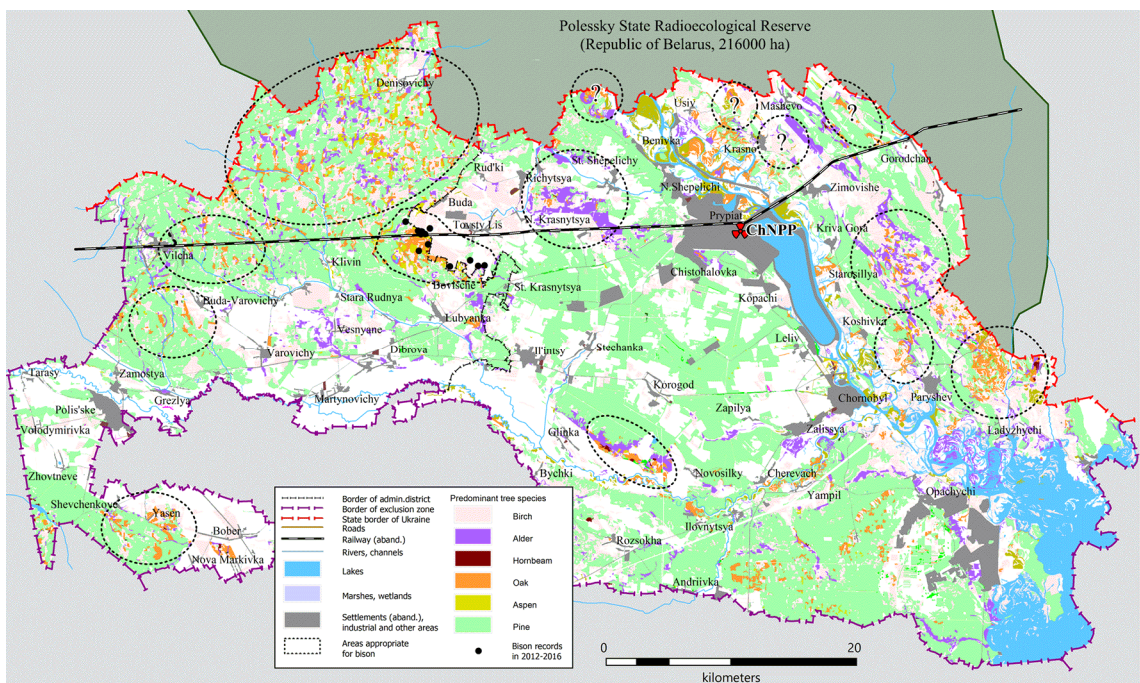 Polessky State Radioecological Reserve
(Republic of Belarus, 216000 ha)
Denisovichy
?
Usiv
?
Mashevo
?
Benivka
Krasno
?
Gorodchan
Rud'ki
St. Shepelichy
Richytsya
N.Shepelichi
Zimovishe
Buda
Prypiat
N. Krasnytsya
Tovsty Lis
ChNPP
Kriva Gora
Vilcha
Klivin
Chistohalovka
Starosillya
Bovische
St. Krasnytsya
Buda-Varovichy
Stara Rudnya
Kopachi
Lubyanka
Koshivka
Vesnyane
Leliv
Varovichy
Dibrova
Il'intsy
Stechanka
Tarasy
Zamostya
Korogod
Grezlya
Martynovichy
Chornobyl
Paryshev
Polis'ske
Zapilya
Volodymirivka
Glinka
Zalissya
Ladyzhychi
Zhovtneve
Bychki
Novosilky
Cherevach
Shevchenkove
Yampil
Opachychi
Yasen
Bober
Ilovnytsya
Nova Markivka
Rozsokha
Andriivka
Border of admin.district
Border of exclusion zone
State border of Ukraine
Roads
Railway (aband.)
Rivers, channels
Lakes
Marshes, wetlands
Settlements (aband.),
industrial and other areas
Areas appropriate
for bison
Predominant tree species
Birch
Alder
Hornbeam
Oak
Aspen
Pine
Bison records
in 2012-2016
0
20
kilometers